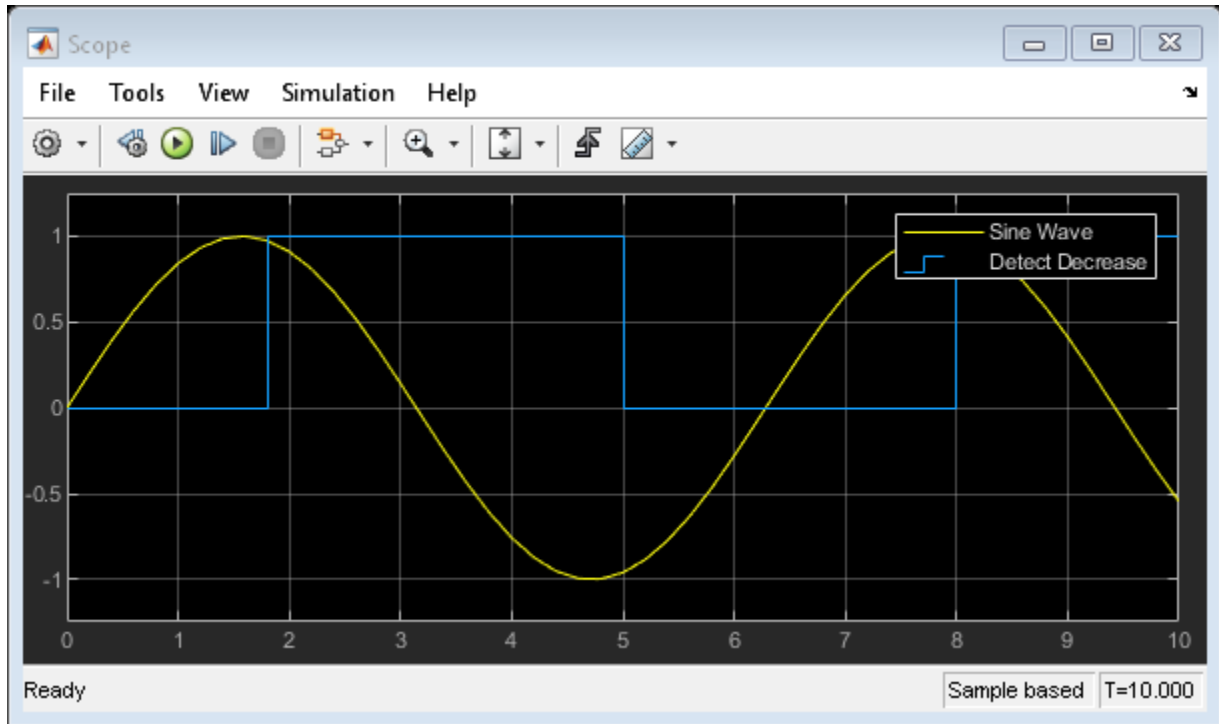 Scope
File Tools View Simulation Help
Sine Wave
Detect Decrease
1
0.5
0
-0.5
-1
0 1 2 3 4 5 6 7 8 9 10
Ready Sample based T=10.000